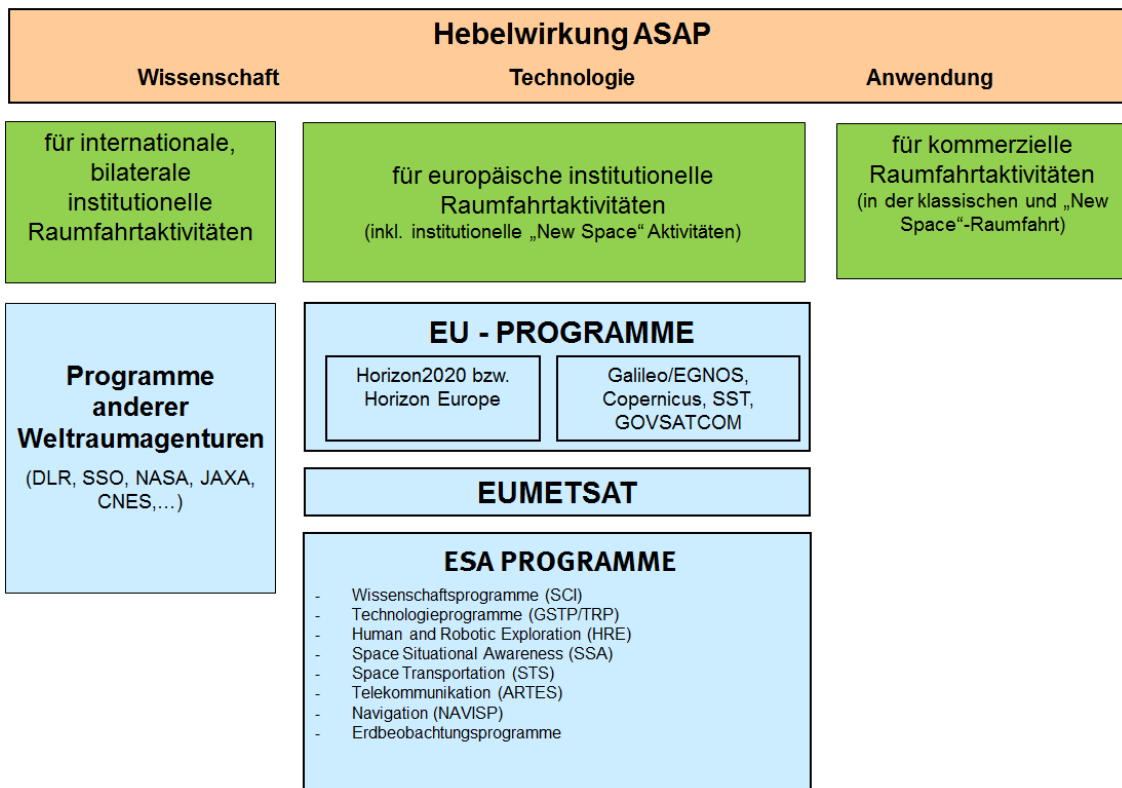 Hebelwirkung ASAP
Wissenschaft Technologie Anwendung
für internationale,
bilaterale
institutionelle
Raumfahrtaktivitäten
für europäische institutionelle
Raumfahrtaktivitäten
(inkl. institutionelle „New Space“ Aktivitäten)
für kommerzielle
Raumfahrtaktivitäten
(in der klassischen und „New
Space“-Raumfahrt)
Programme
anderer
Weltraumagenturen
(DLR, SSO, NASA, JAXA,
CNES,…)
EU - PROGRAMME
Horizon2020 bzw.
Horizon Europe
Galileo/EGNOS,
Copernicus, SST,
GOVSATCOM
EUMETSAT
ESA PROGRAMME
- Wissenschaftsprogramme (SCI)
- Technologieprogramme (GSTP/TRP)
- Human and Robotic Exploration (HRE)
- Space Situational Awareness (SSA)
- Space Transportation (STS)
- Telekommunikation (ARTES)
- Navigation (NAVISP)
- Erdbeobachtungsprogramme